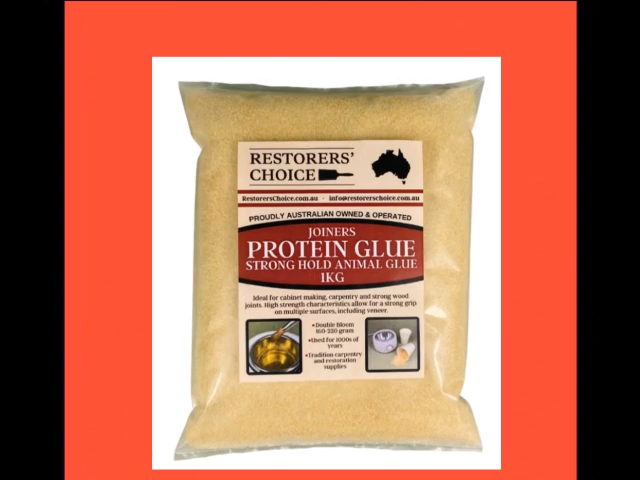 RESTORERS'
CHOICE
RestorersChoice.com.au - info@restorerschoice.com.au
PROUDLY AUSTRALIAN OWNED & OPERATED
JOINERS
PROTEIN GLUE
STRONG HOLD ANIMAL GLUE
1KG
Ideal for cabinet making, carpentry and strong wood
joints. High strength characteristics allow for a strong grip
on multiple surfaces, including veneer.
•Double Bloom
160-220 gram
•Used for 1000s of
years
•Tradition carpentry
and restoration
supplies